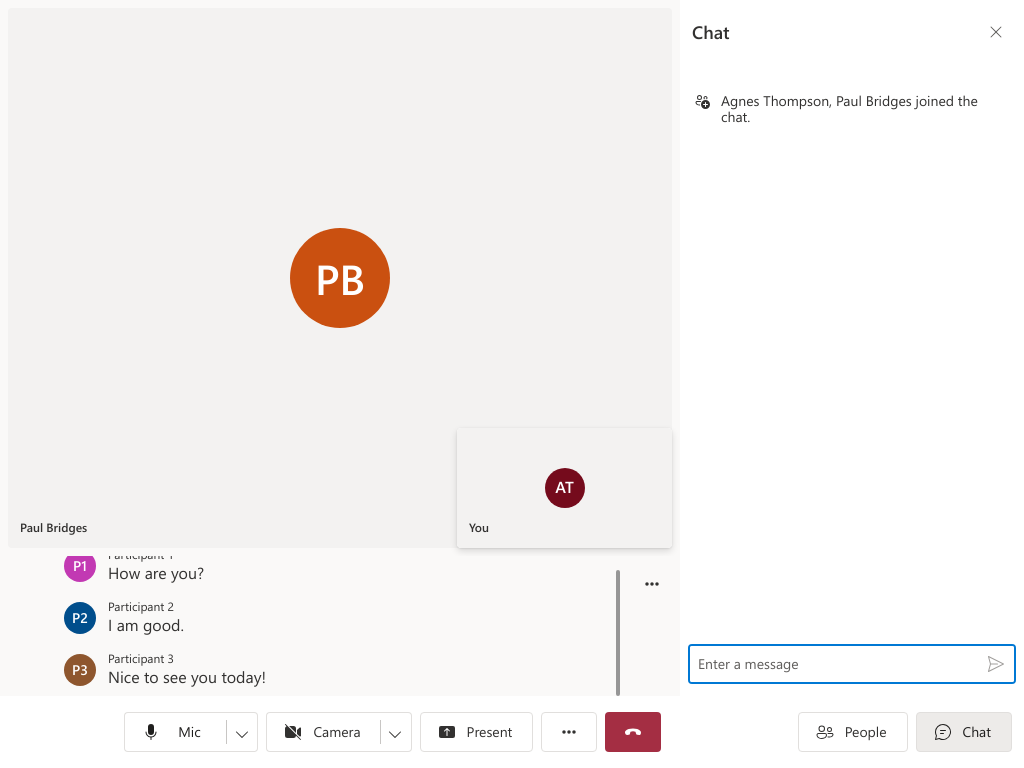 Chat
Agnes Thompson, Paul Bridges joined the
chat.
PB
AT
Paul Bridges
You
Participant 1
P1
How are you?
Participant 2
P2
I am good.
Participant 3
P3
Nice to see you today!
Enter a message
Mic
Camera
Present
People
Chat